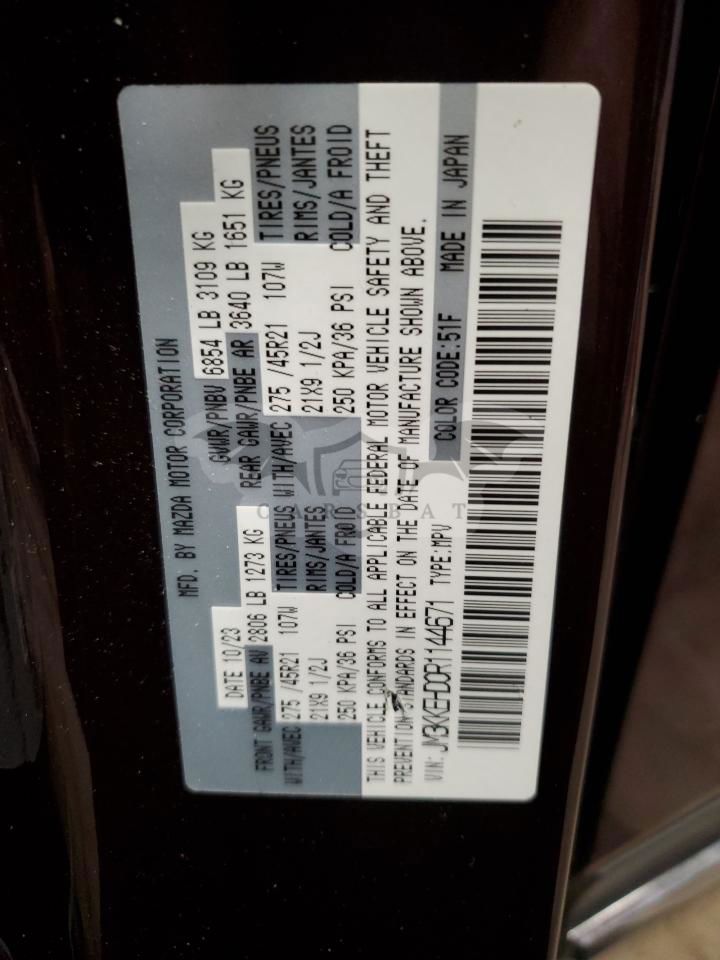 MFD. BY MAZDA MOTOR CORPORATION
DATE 10/23 GVWR/PNBV 6854 LB 3109 KG
FRONT GAWR/PNBE AV 2806 LB 1273 KG REAR GAWR/PNBE AR 3640 LB 1651 KG
WITH/AVEC 275 /45R21 107W TIRES/PNEUS WITH/AVEC 275 /45R21 107W TIRES/PNEUS
21X9 1/2J RIMS/JANTES 21X9 1/2J RIMS/JANTES
250 KPA/36 PSI COLD/A FROID 250 KPA/36 PSI COLD/A FROID
THIS VEHICLE CONFORMS TO ALL APPLICABLE FEDERAL MOTOR VEHICLE SAFETY AND THEFT
PREVENTION STANDARDS IN EFFECT ON THE DATE OF MANUFACTURE SHOWN ABOVE.
VIN: JM3KKEHD0R1144671 TYPE:MPV COLOR CODE:51F MADE IN JAPAN
CARSBAT